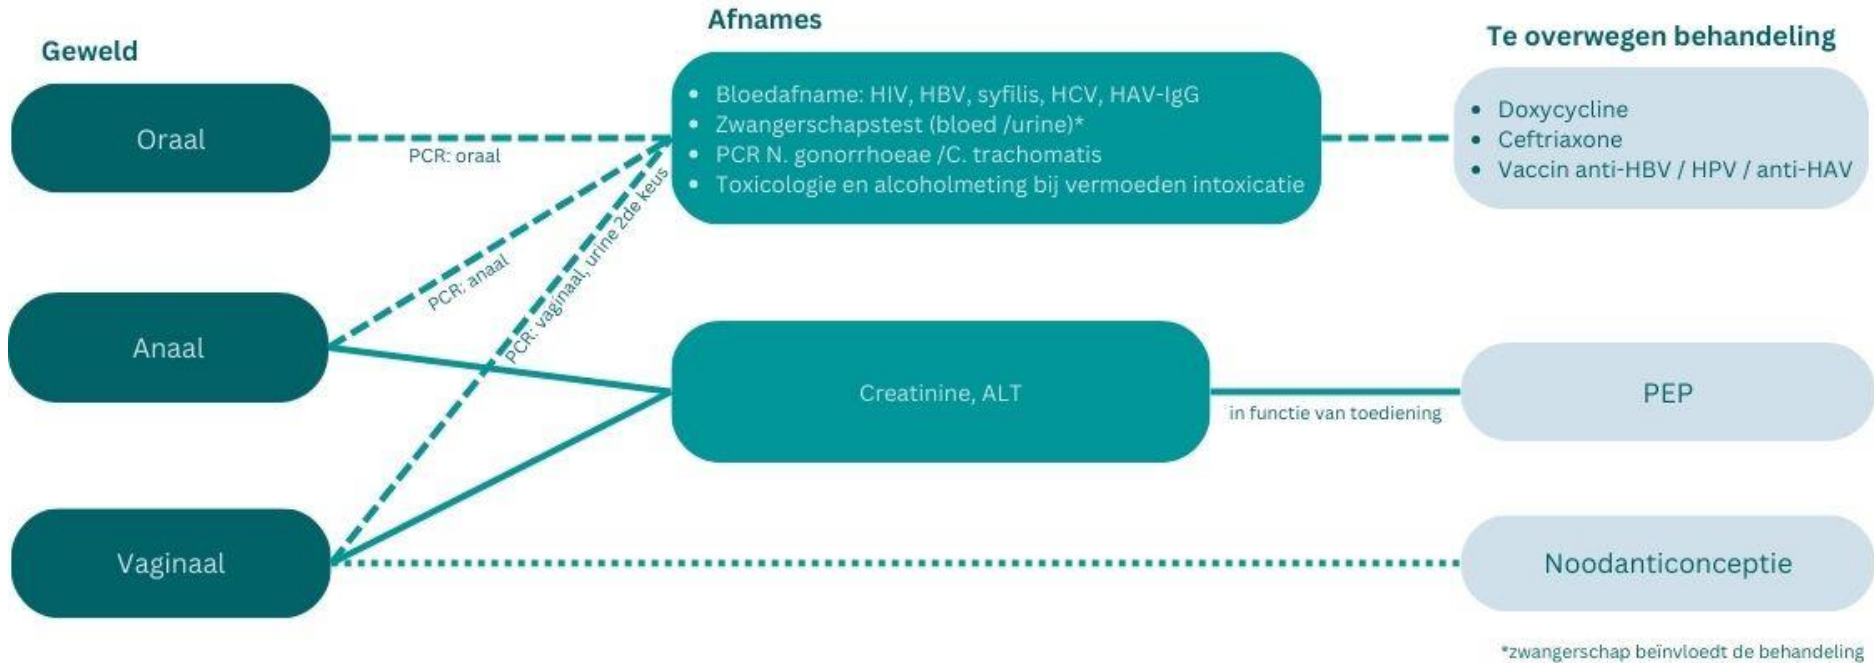 Geweld
Afnames
Te overwegen behandeling
Oraal
PCR: oraal
• Bloedafname: HIV, HBV, syfilis, HCV, HAV-IgG
• Zwangerschapstest (bloed /urine)*
• PCR N. gonorrhoeae /C. trachomatis
• Toxicologie en alcoholmeting bij vermoeden intoxicatie
• Doxycycline
• Ceftriaxone
• Vaccin anti-HBV / HPV / anti-HAV
Anaal
PCR: anaal
PCR: vaginaal, urine 2de keus
Creatinine, ALT
in functie van toediening
PEP
Vaginaal
Noodanticonceptie
*zwangerschap beïnvloedt de behandeling